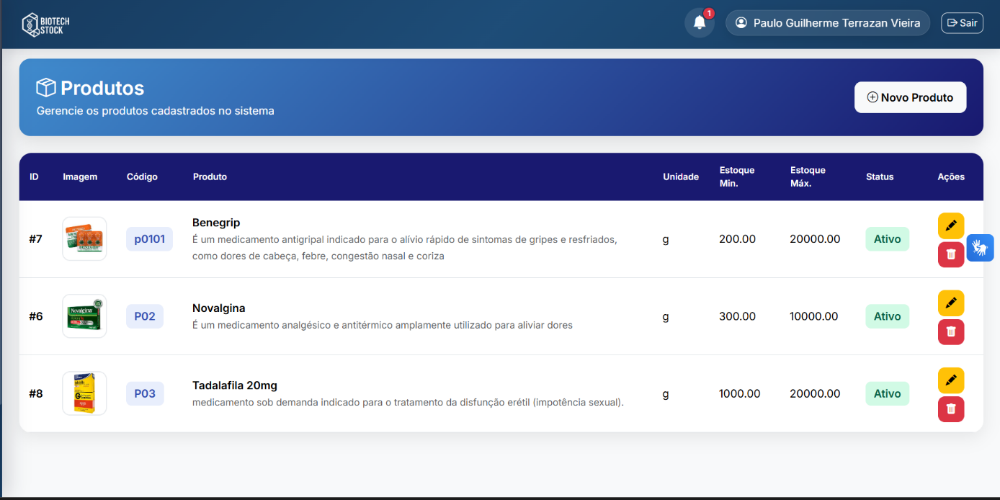 BIOTECH
STOCK
1
Paulo Guilherme Terrazan Vieira
Sair
Produtos
Gerencie os produtos cadastrados no sistema
Novo Produto
ID Imagem Código Produto Unidade Estoque Min. Estoque Máx. Status Ações
#7 p0101 Benegrip g 200.00 20000.00 Ativo
É um medicamento antigripal indicado para o alívio rápido de sintomas de gripes e resfriados,
como dores de cabeça, febre, congestão nasal e coriza
#6 Novalgina P02 Novalgina g 300.00 10000.00 Ativo
É um medicamento analgésico e antitérmico amplamente utilizado para aliviar dores
#8 P03 Tadalafila 20mg g 1000.00 20000.00 Ativo
medicamento sob demanda indicado para o tratamento da disfunção erétil (impotência sexual).